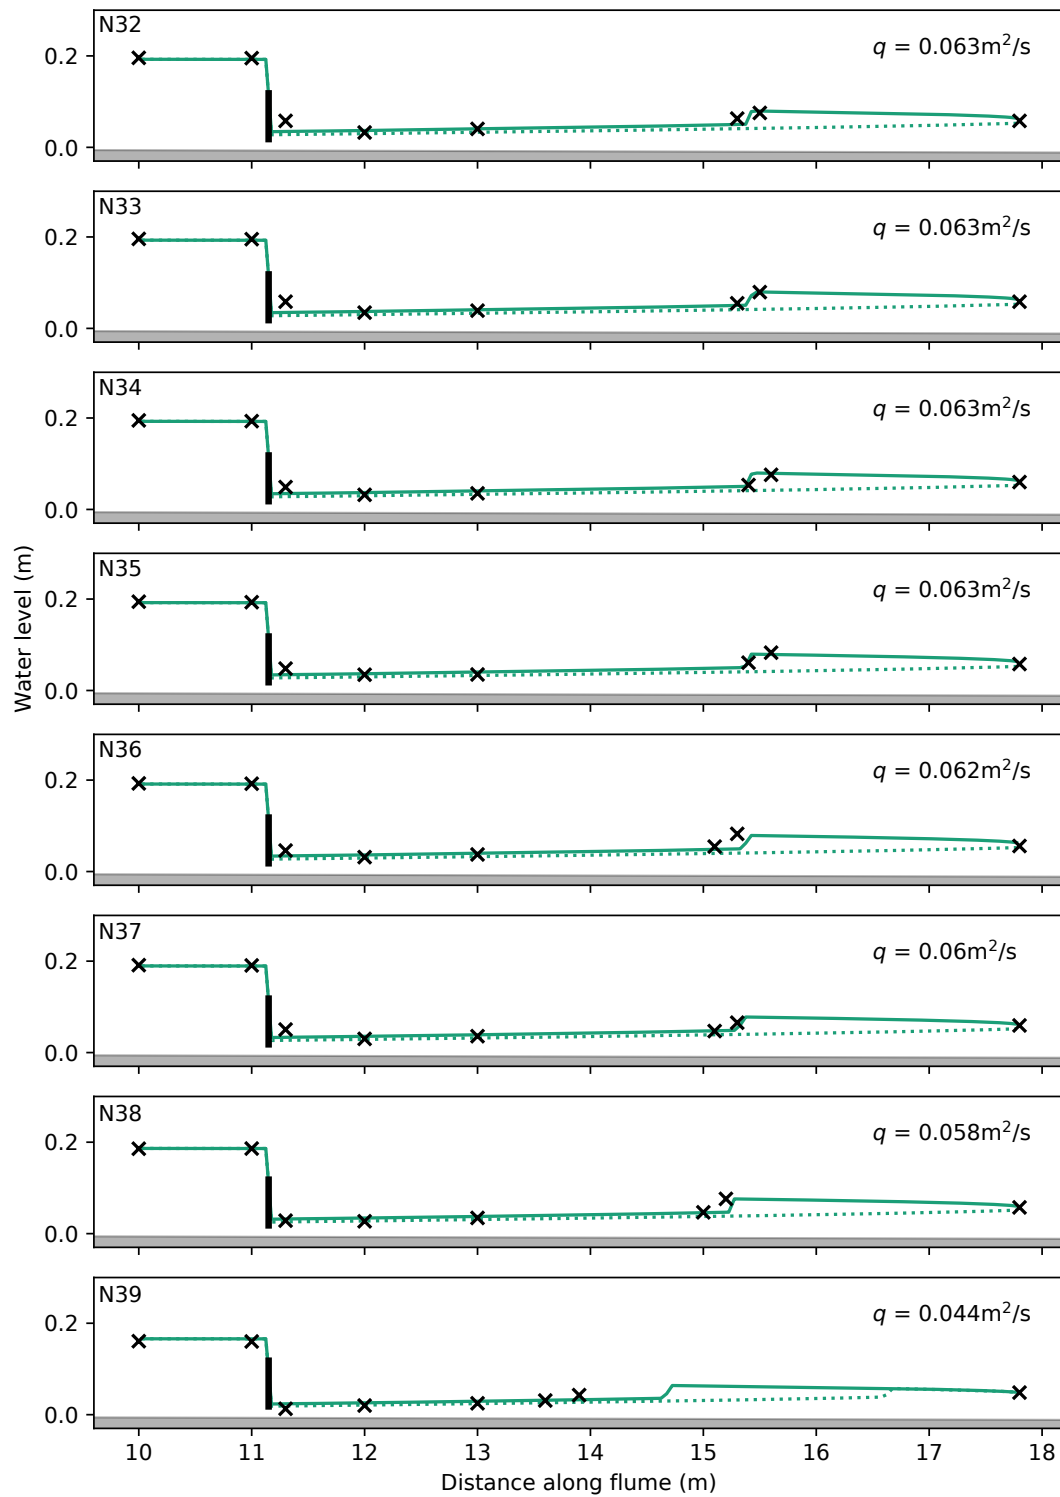 N32
q = 0.063m²/s
0.2
0.0
N33
q = 0.063m²/s
0.2
0.0
N34
q = 0.063m²/s
0.2
0.0
N35
q = 0.063m²/s
0.2
0.0
Water level (m)
N36
q = 0.062m²/s
0.2
0.0
N37
q = 0.06m²/s
0.2
0.0
N38
q = 0.058m²/s
0.2
0.0
N39
q = 0.044m²/s
0.2
0.0
10 11 12 13 14 15 16 17 18
Distance along flume (m)